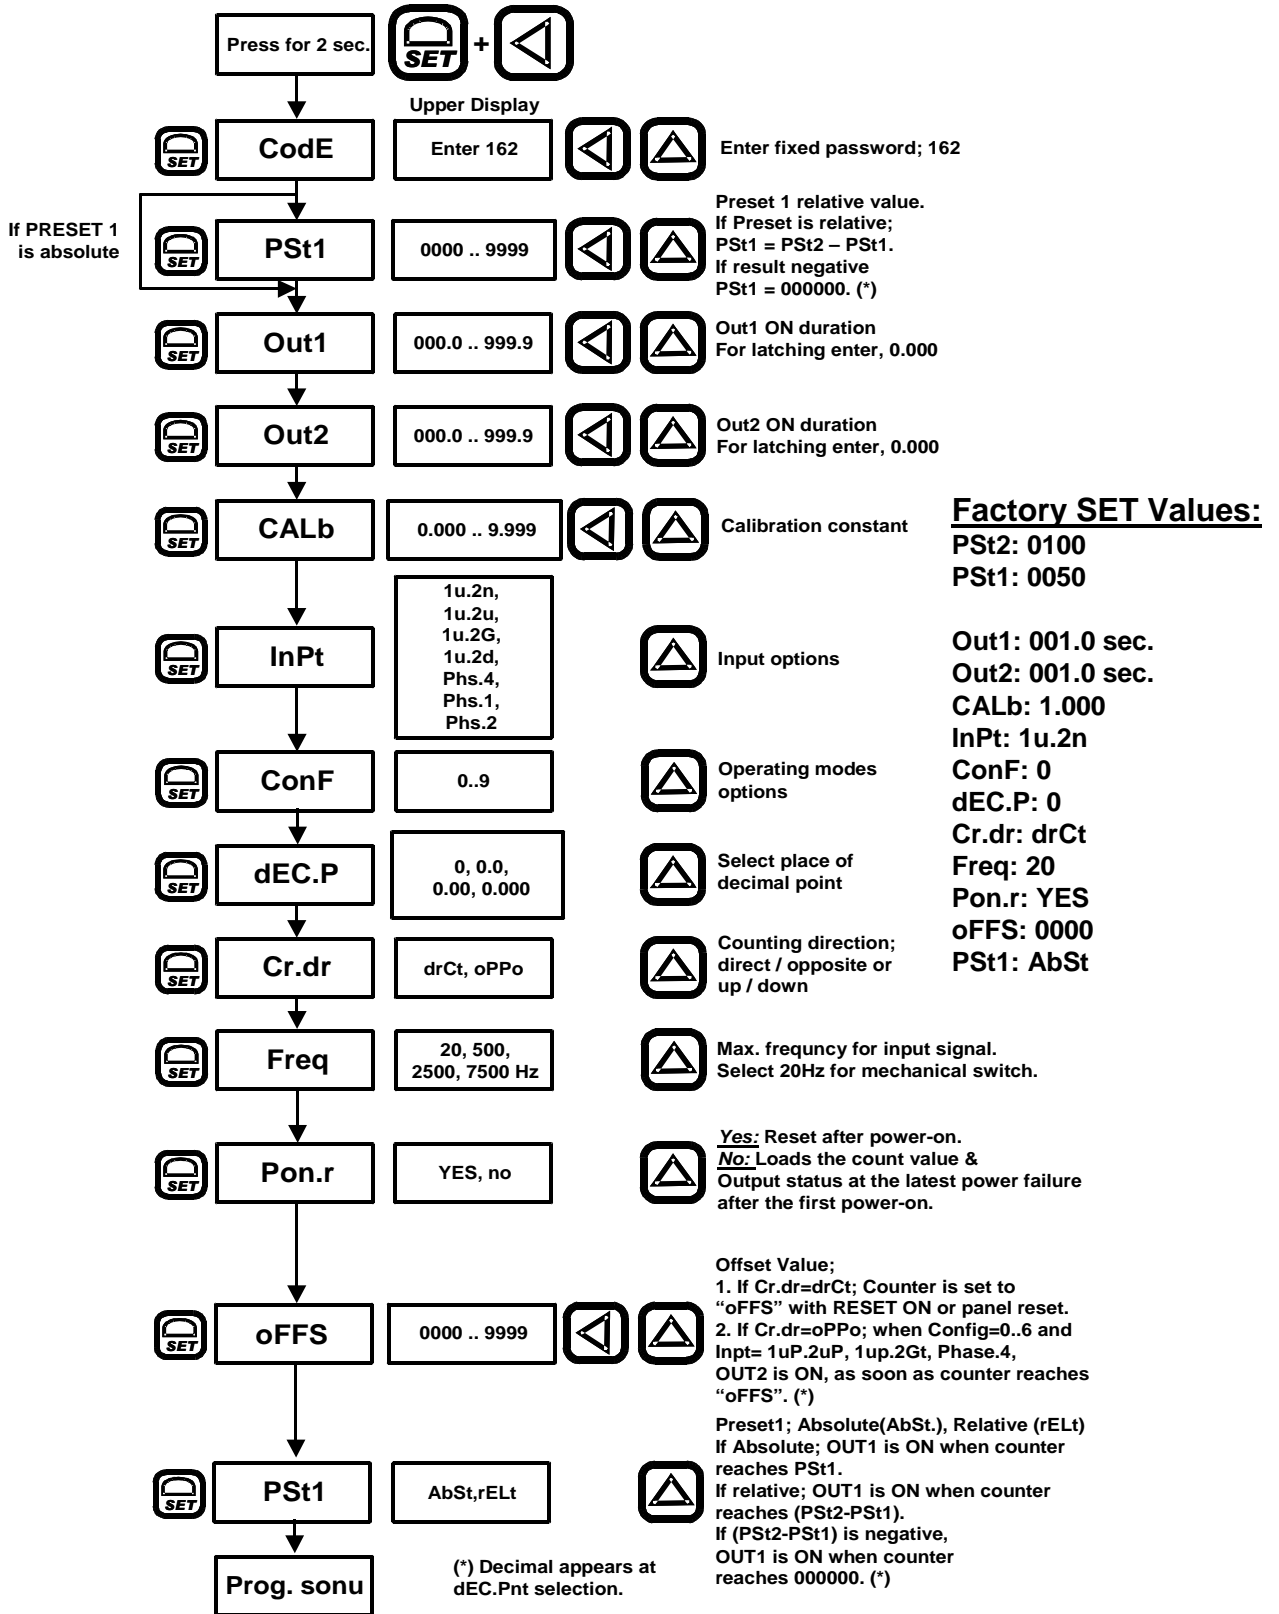 Press for 2 sec.
SET
+
Upper Display
SET
CodE
Enter 162
Enter fixed password; 162
If PRESET 1
is absolute
SET
PSt1
0000 .. 9999
Preset 1 relative value.
If Preset is relative;
PSt1 = PSt2 – PSt1.
If result negative
PSt1 = 000000. (*)
SET
Out1
000.0 .. 999.9
Out1 ON duration
For latching enter, 0.000
SET
Out2
000.0 .. 999.9
Out2 ON duration
For latching enter, 0.000
SET
CALb
0.000 .. 9.999
Calibration constant
SET
InPt
1u.2n,
1u.2u,
1u.2G,
1u.2d,
Phs.4,
Phs.1,
Phs.2
Input options
SET
ConF
0..9
Operating modes
options
SET
dEC.P
0, 0.0,
0.00, 0.000
Select place of
decimal point
SET
Cr.dr
drCt, oPPo
Counting direction;
direct / opposite or
up / down
SET
Freq
20, 500,
2500, 7500 Hz
Max. frequncy for input signal.
Select 20Hz for mechanical switch.
SET
Pon.r
YES, no
Yes: Reset after power-on.
No: Loads the count value &
Output status at the latest power failure
after the first power-on.
SET
oFFS
0000 .. 9999
Offset Value;
1. If Cr.dr=drCt; Counter is set to
“oFFS” with RESET ON or panel reset.
2. If Cr.dr=oPPo; when Config=0..6 and
Inpt= 1uP.2uP, 1up.2Gt, Phase.4,
OUT2 is ON, as soon as counter reaches
“oFFS”. (*)
SET
PSt1
AbSt,rELt
Preset1; Absolute(AbSt.), Relative (rELt)
If Absolute; OUT1 is ON when counter
reaches PSt1.
If relative; OUT1 is ON when counter
reaches (PSt2-PSt1).
If (PSt2-PSt1) is negative,
OUT1 is ON when counter
reaches 000000. (*)
Prog. sonu
(*) Decimal appears at
dEC.Pnt selection.
Factory SET Values:
PSt2: 0100
PSt1: 0050
Out1: 001.0 sec.
Out2: 001.0 sec.
CALb: 1.000
InPt: 1u.2n
ConF: 0
dEC.P: 0
Cr.dr: drCt
Freq: 20
Pon.r: YES
oFFS: 0000
PSt1: AbSt